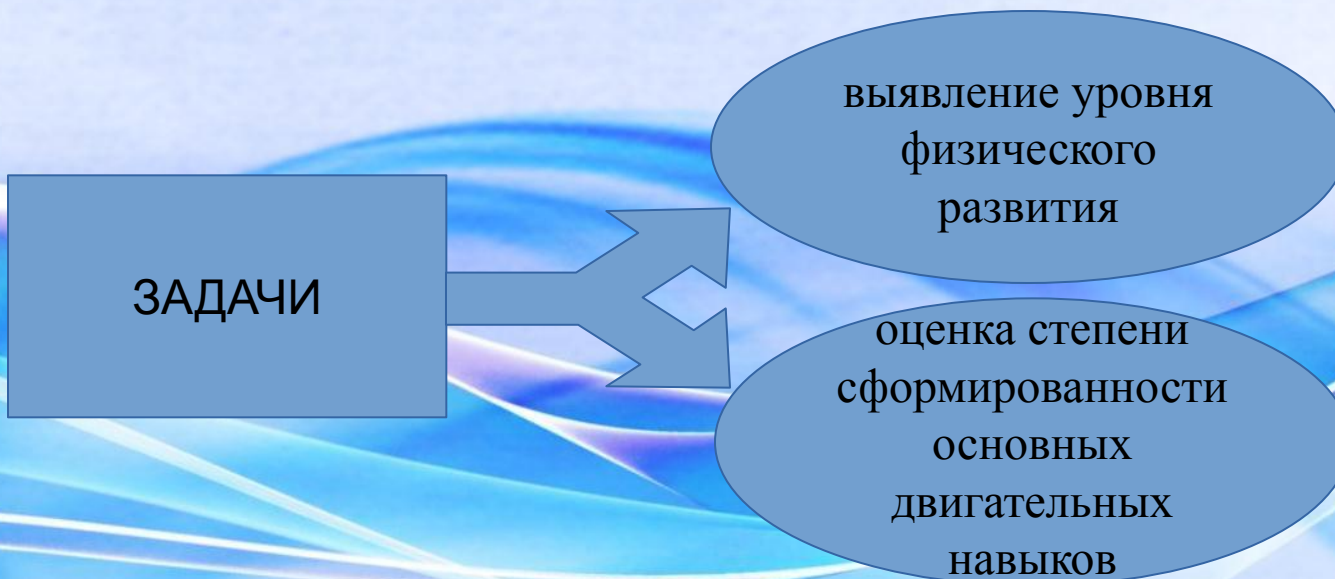 ЗАДАЧИ
выявление уровня
физического
развития
оценка степени
сформированности
основных
двигательных
навыков